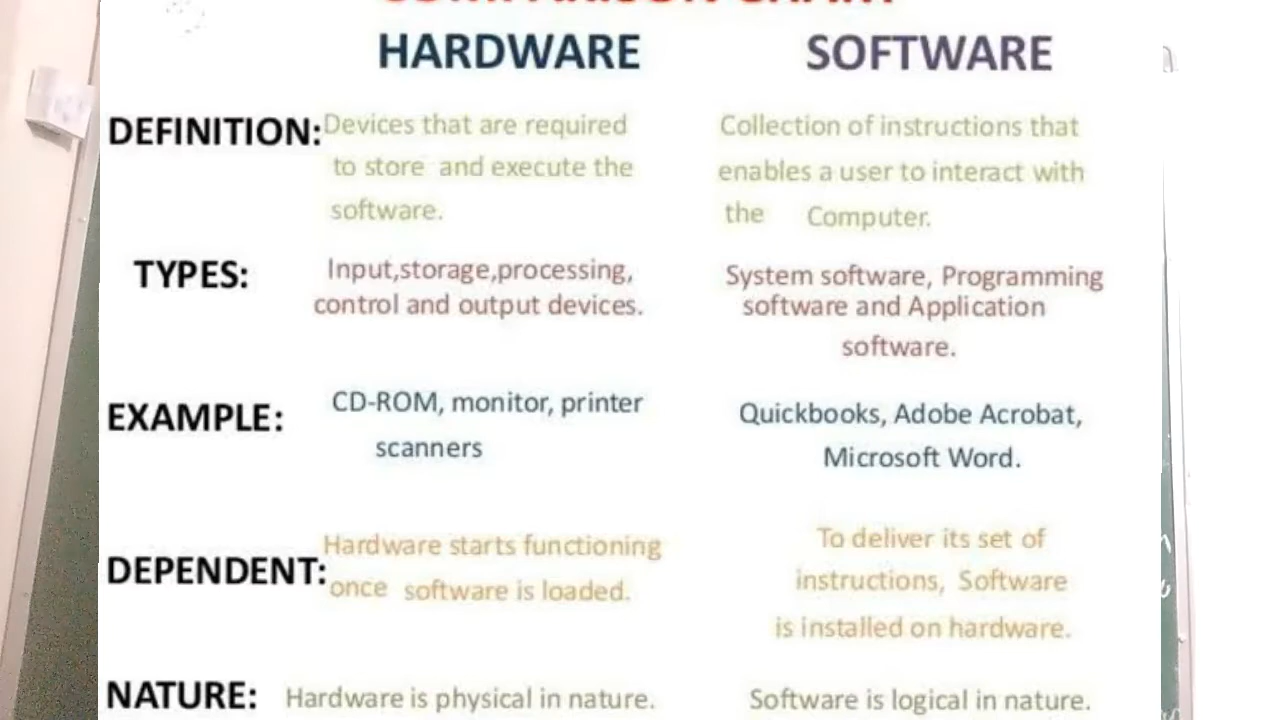 COMPARISON CHART
HARDWARE SOFTWARE
DEFINITION: Devices that are required
to store and execute the
software.
Collection of instructions that
enables a user to interact with
the Computer.
TYPES: Input,storage,processing,
control and output devices.
System software, Programming
software and Application
software.
EXAMPLE: CD-ROM, monitor, printer
scanners
Quickbooks, Adobe Acrobat,
Microsoft Word.
DEPENDENT: Hardware starts functioning
once software is loaded.
To deliver its set of
instructions, Software
is installed on hardware.
NATURE: Hardware is physical in nature. Software is logical in nature.